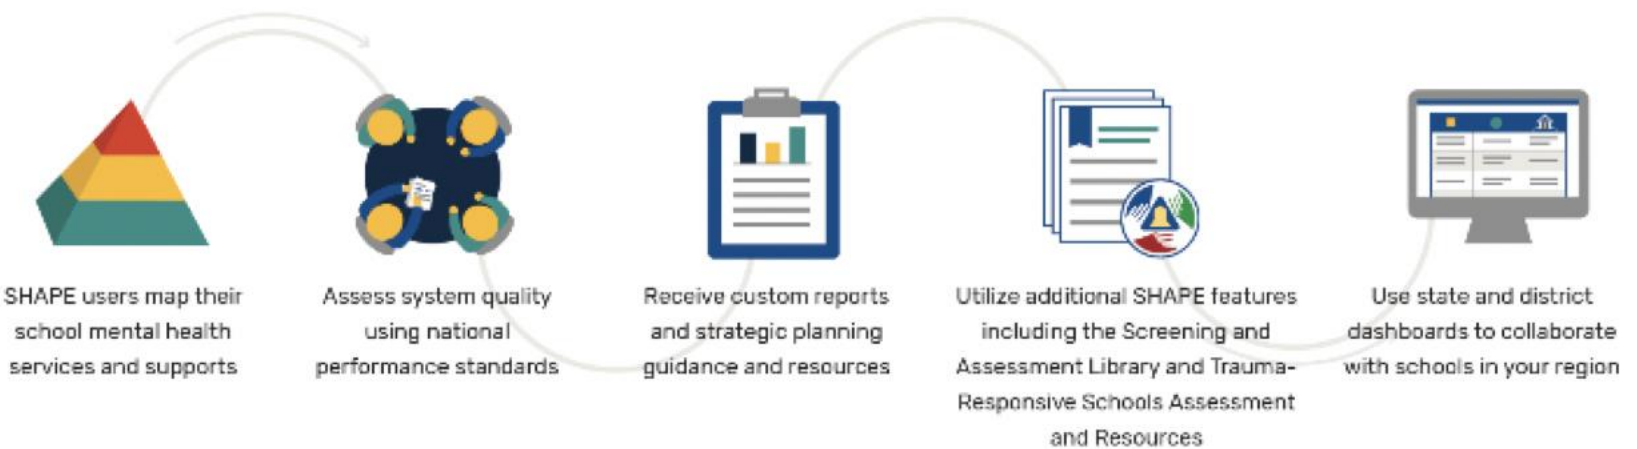 SHAPE users map their
school mental health
services and supports
Assess system quality
using national
performance standards
Receive custom reports
and strategic planning
guidance and resources
Utilize additional SHAPE features
including the Screening and
Assessment Library and Trauma-
Responsive Schools Assessment
and Resources
Use state and district
dashboards to collaborate
with schools in your region